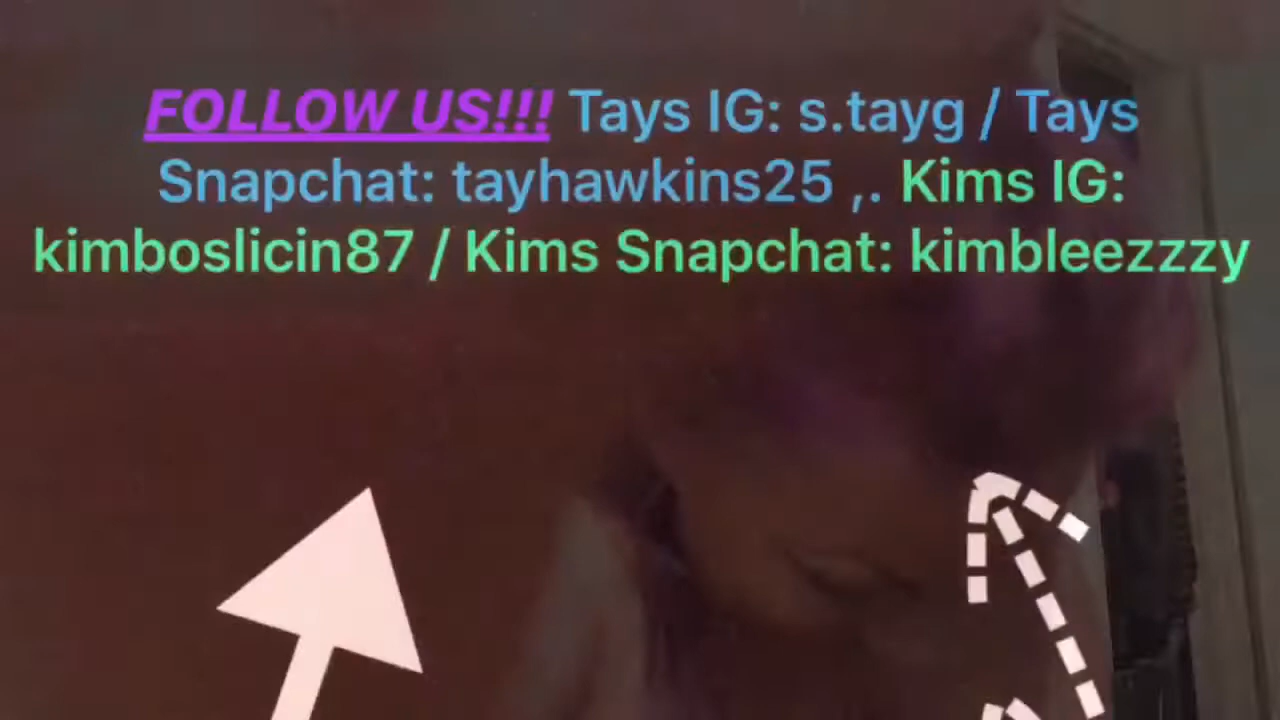 FOLLOW US!!! Tays IG: s.tayg / Tays
Snapchat: tayhawkins25 ,. Kims IG:
kimboslicin87 / Kims Snapchat: kimbleezzzy